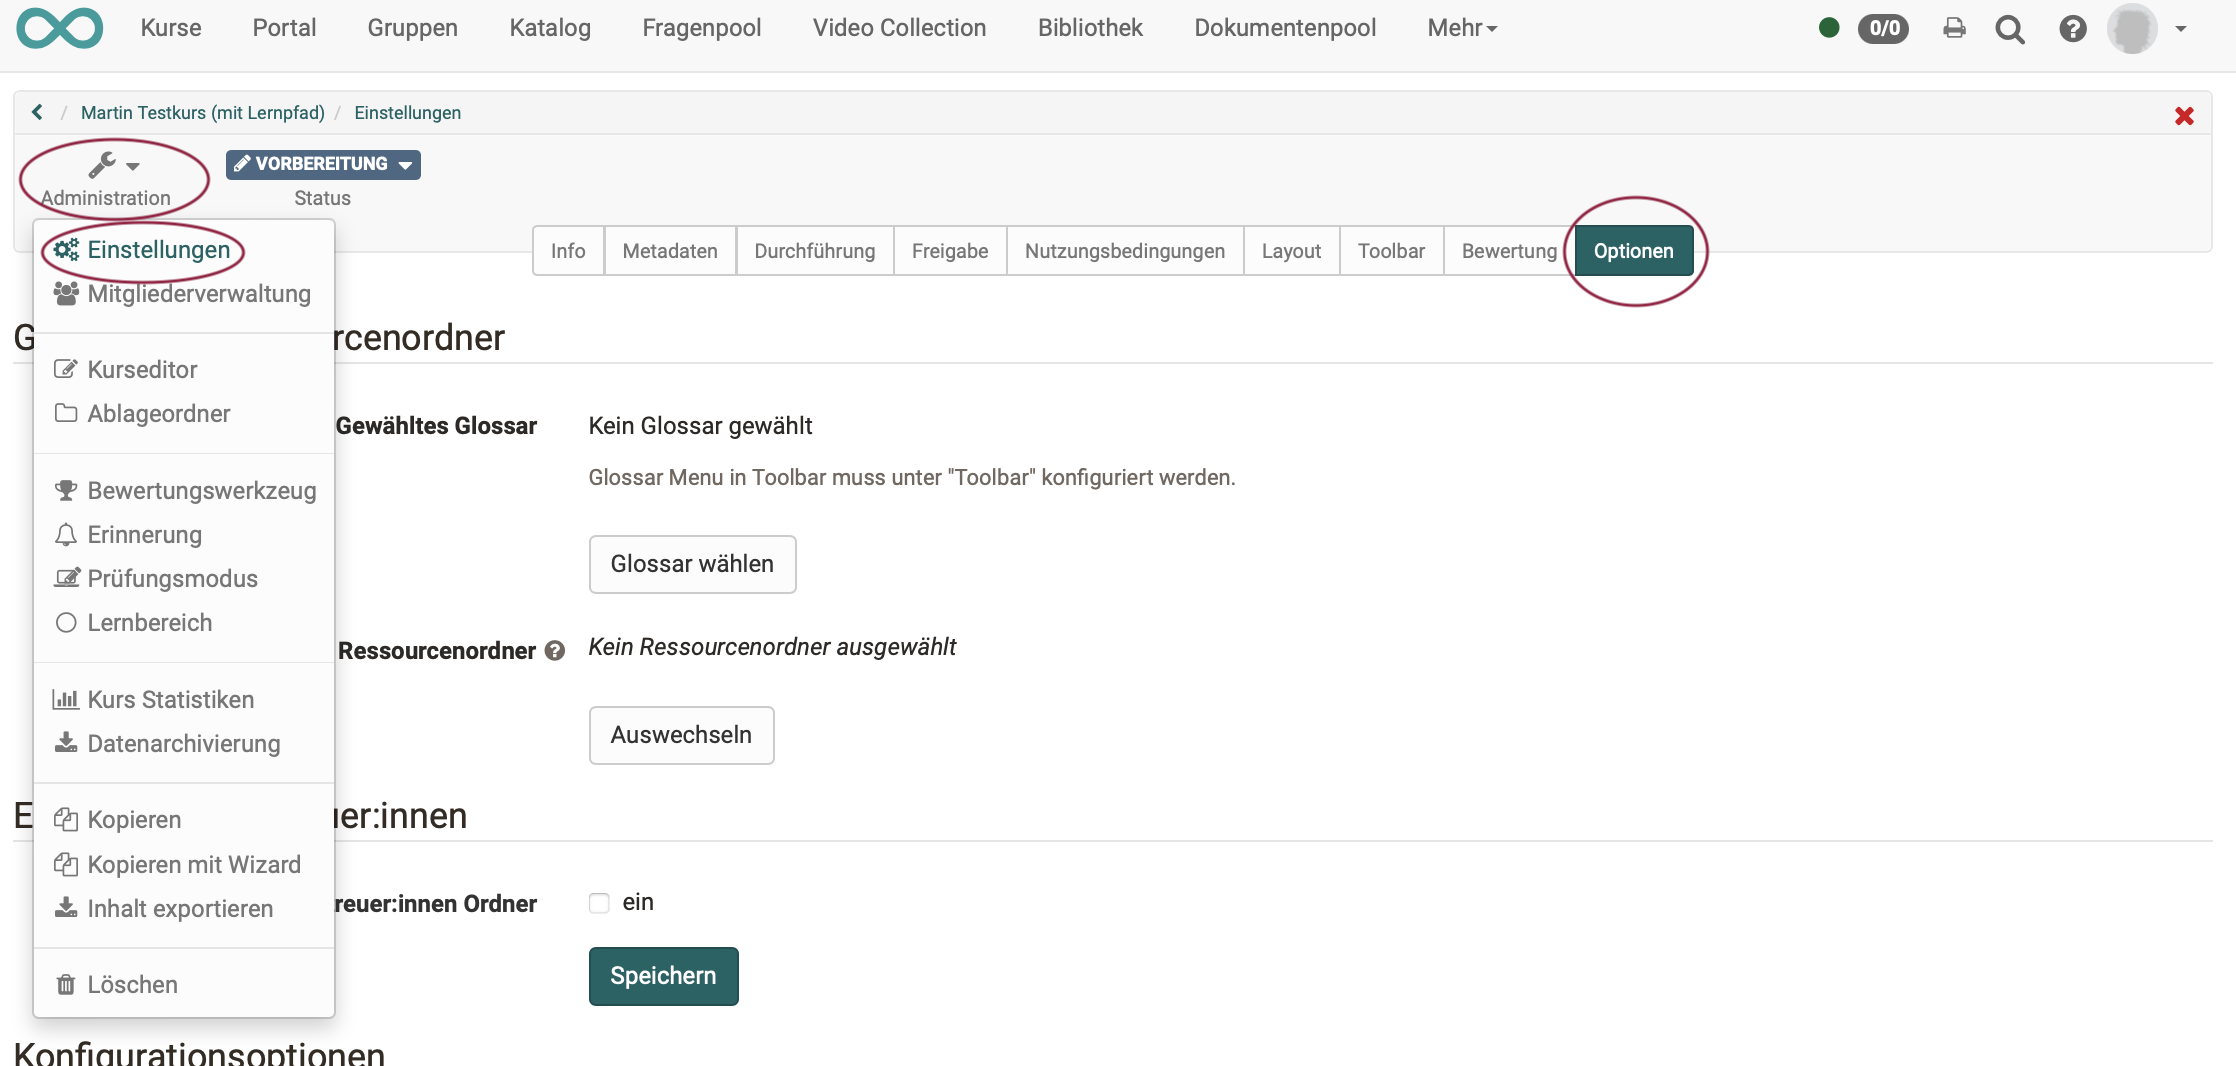 Kurse Portal Gruppen Katalog Fragenpool Video Collection Bibliothek Dokumentenpool Mehr 0/0
/ Martin Testkurs (mit Lernpfad) / Einstellungen
VORBEREITUNG
Administration Status
Info Metadaten Durchführung Freigabe Nutzungsbedingungen Layout Toolbar Bewertung Optionen
Einstellungen
Mitgliederverwaltung
Kurseditor
Ablageordner
Bewertungswerkzeug
Erinnerung
Prüfungsmodus
Lernbereich
Kurs Statistiken
Datenarchivierung
Kopieren
Kopieren mit Wizard
Inhalt exportieren
Löschen
rcenordner
Gewähltes Glossar Kein Glossar gewählt
Glossar Menu in Toolbar muss unter "Toolbar" konfiguriert werden.
Glossar wählen
Ressourcenordner Kein Ressourcenordner ausgewählt
Auswechseln
uer:innen
reuer:innen Ordner ein
Speichern
Konfigurationsoptionen